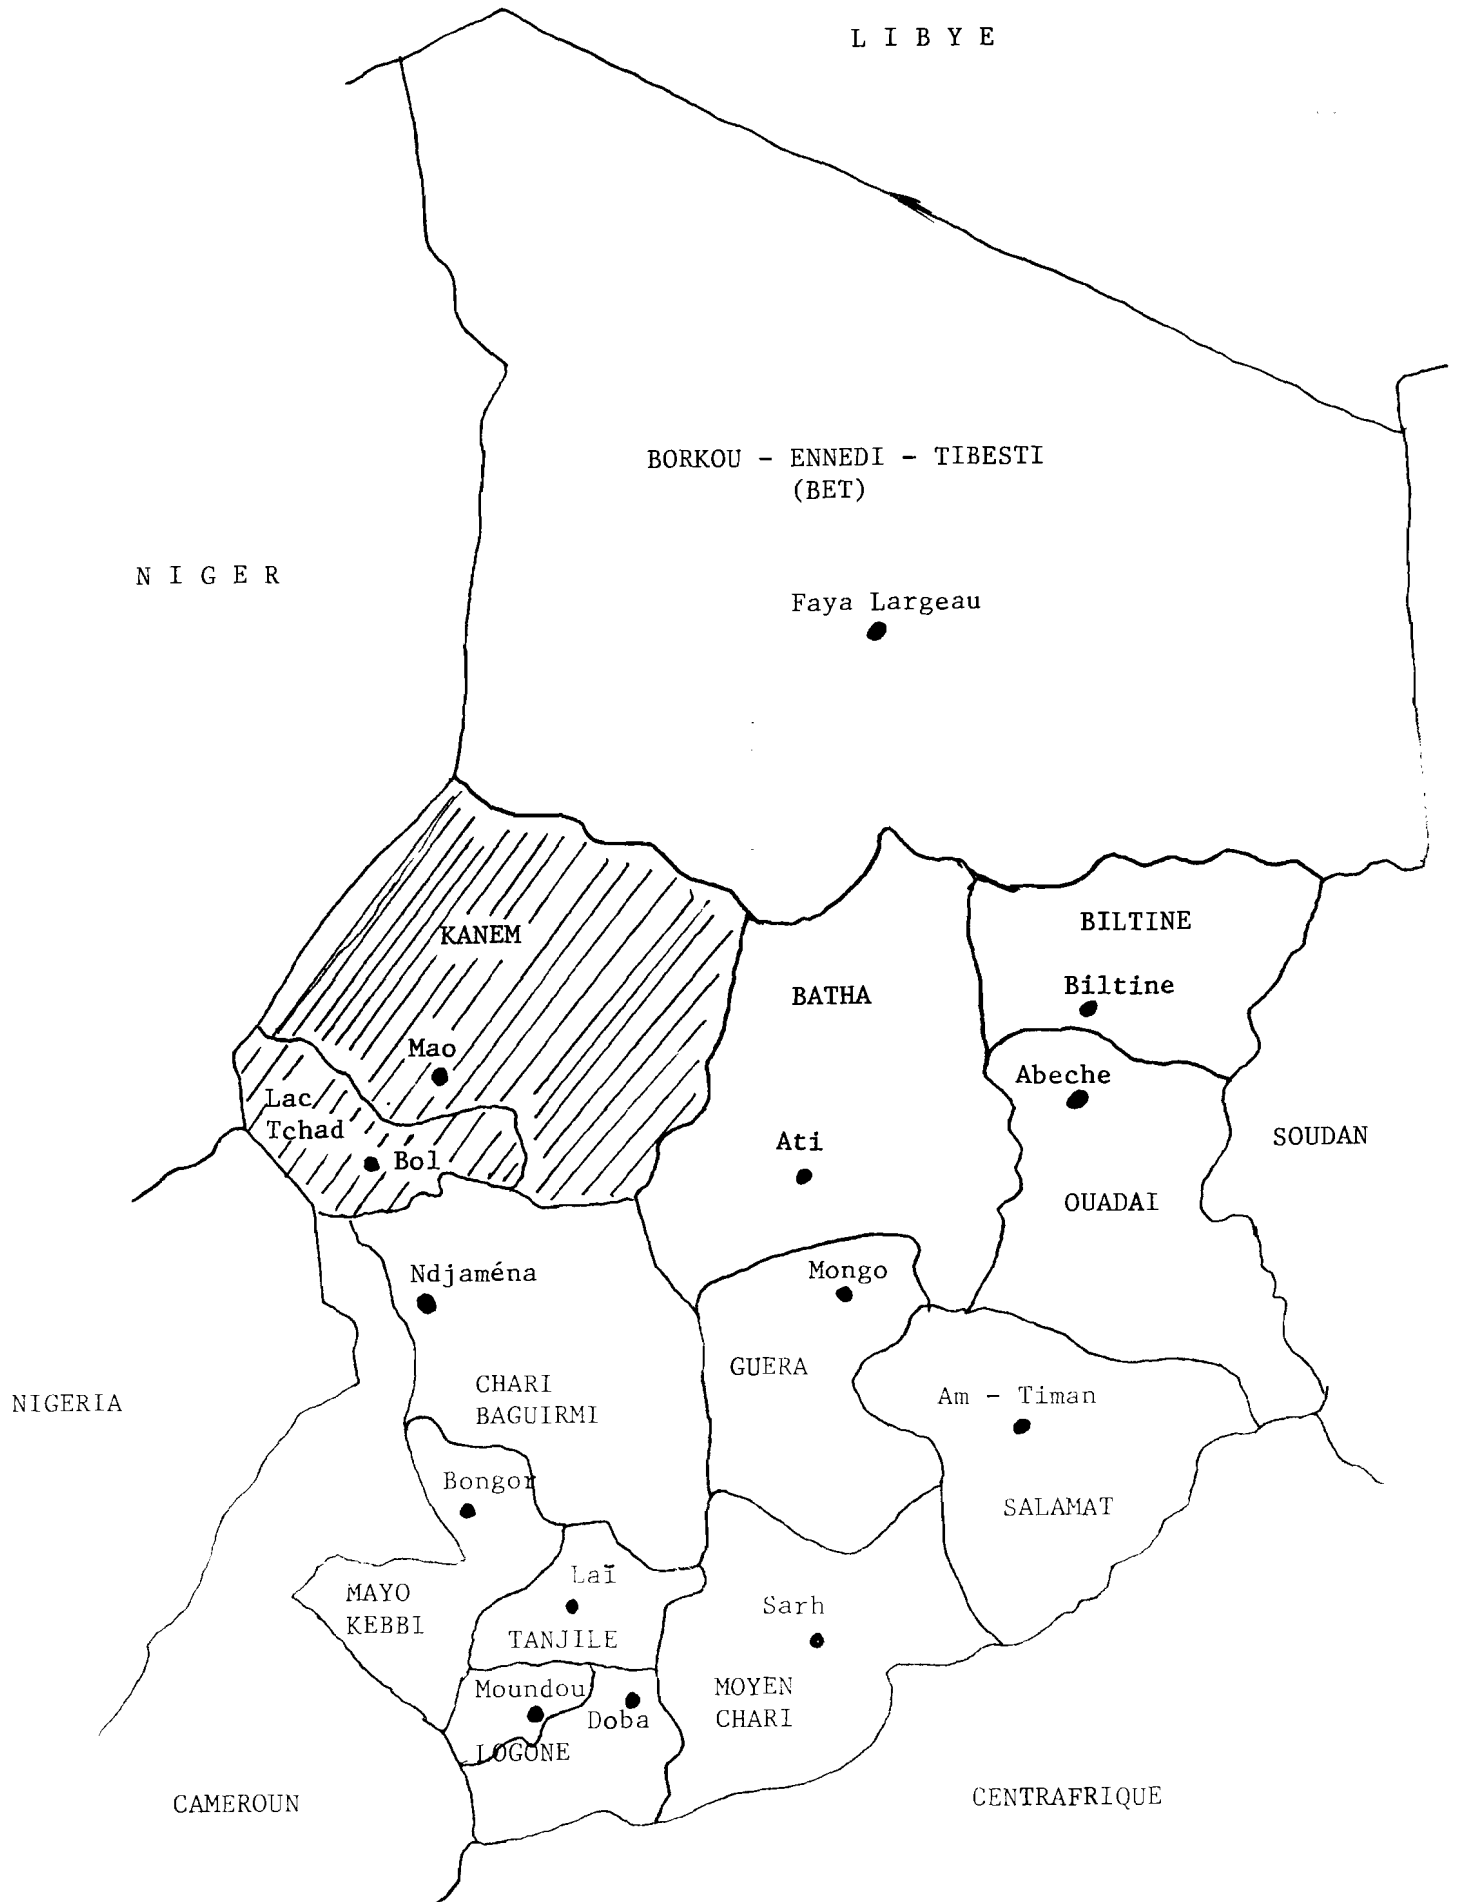 L I B Y E
BORKOU - ENNEDI - TIBESTI
(BET)
N I G E R
Faya Largeau
KANEM
BILTINE
Biltine
BATHA
Mao
Abeche
Lac
Tchad
Bol
Ati
SOUDAN
OUADAI
Ndjaména
Mongo
GUERA
CHARI
BAGUIRMI
Am - Timan
NIGERIA
Bongor
SALAMAT
Laï
MAYO
KEBBI
Sarh
TANJILE
Moundou
Doba
MOYEN
CHARI
LOGONE
CAMEROUN
CENTRAFRIQUE